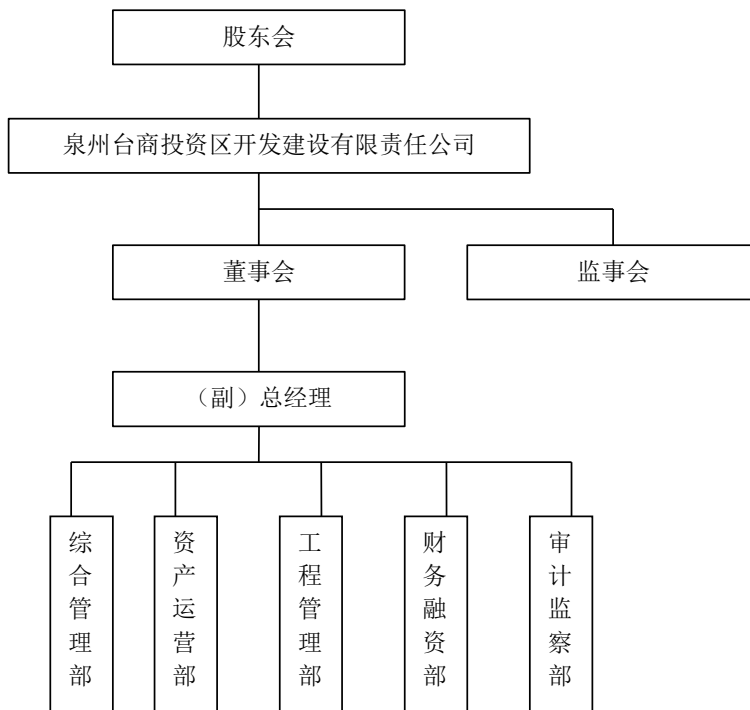 股东会
泉州台商投资区开发建设有限责任公司
董事会
监事会
（副）总经理
综合管理部
资产运营部
工程管理部
财务融资部
审计监察部